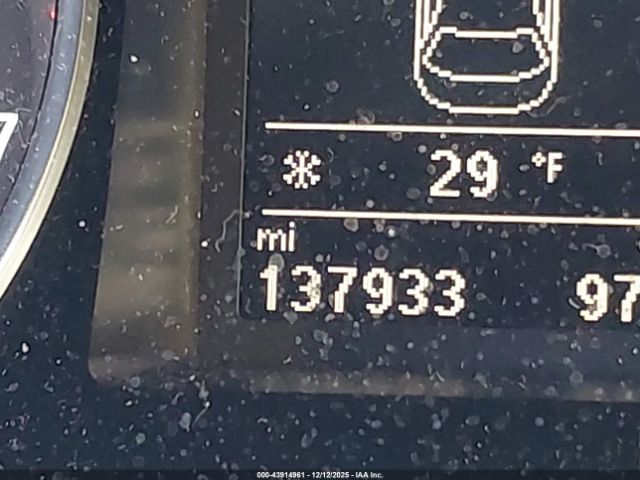 29 °F
mi
137933 97
000-43914961 - 12/12/2025 - IAA Inc.